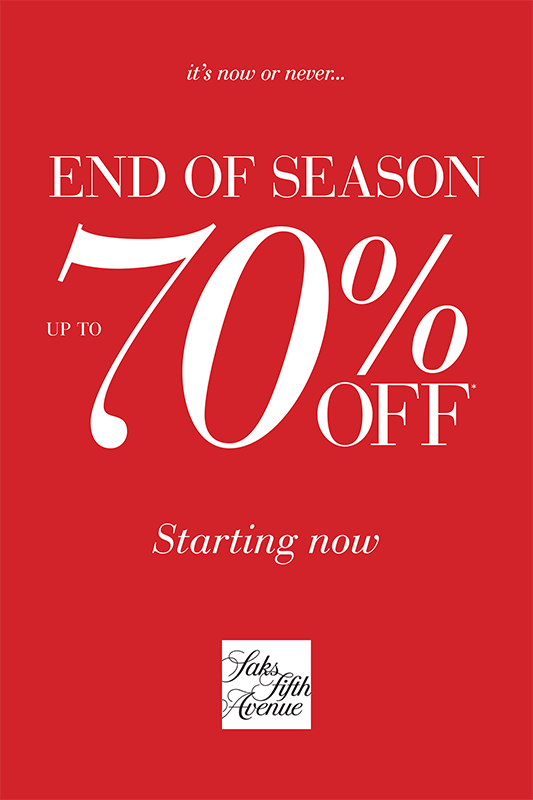 it's now or never...
END OF SEASON
UP TO 70% OFF*
Starting now
Saks
Fifth
Avenue